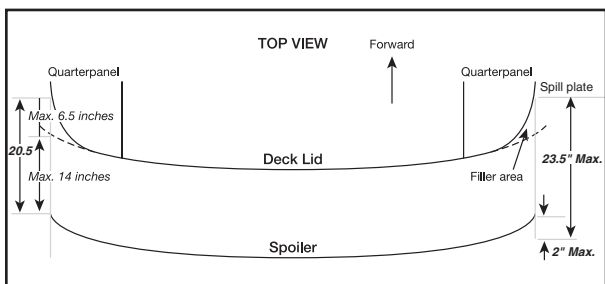 TOP VIEW
Forward
Quarterpanel
Quarterpanel
Spill plate
Max. 6.5 inches
20.5
Deck Lid
23.5" Max.
Max. 14 inches
Filler area
Spoiler
2" Max.